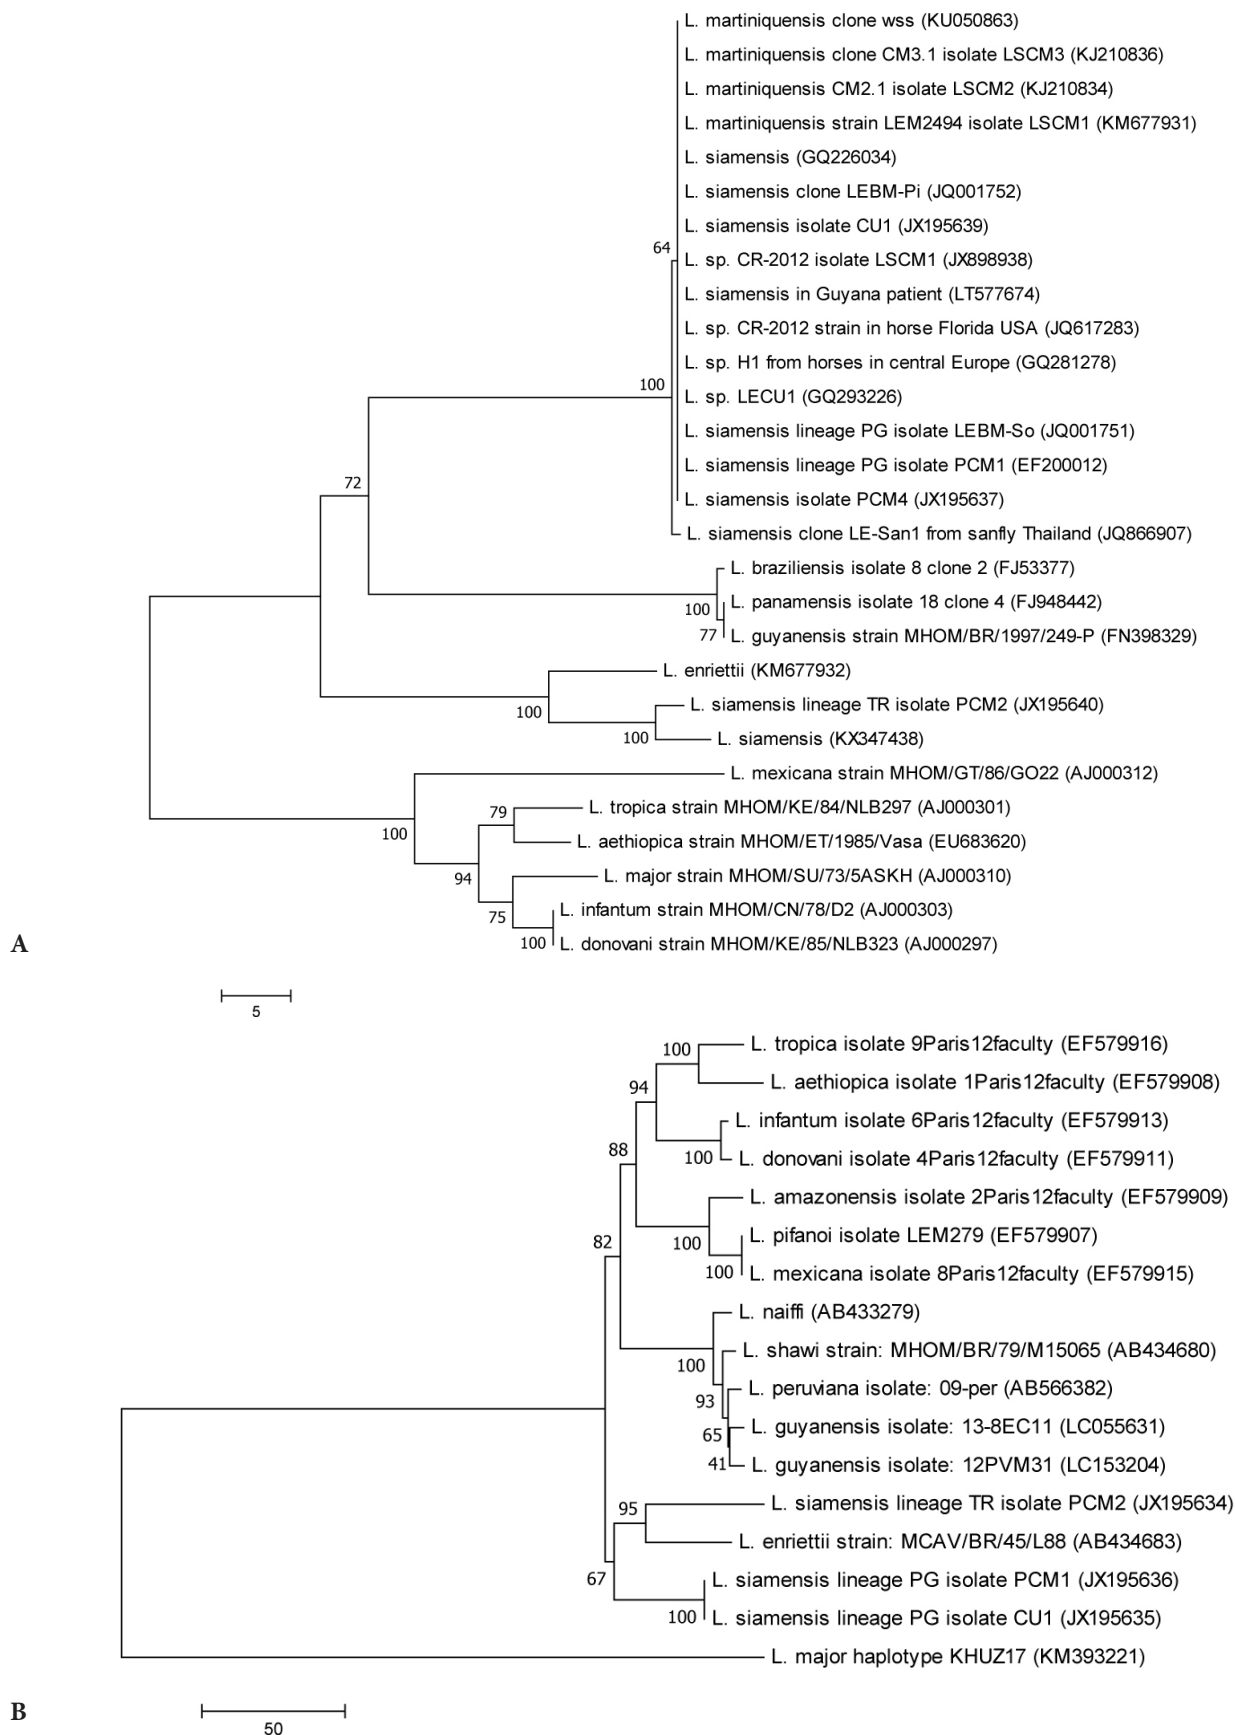 L. martiniquensis clone wss (KU050863)
L. martiniquensis clone CM3.1 isolate LSCM3 (KJ210836)
L. martiniquensis CM2.1 isolate LSCM2 (KJ210834)
L. martiniquensis strain LEM2494 isolate LSCM1 (KM677931)
L. siamensis (GQ226034)
L. siamensis clone LEBM-Pi (JQ001752)
L. siamensis isolate CU1 (JX195639)
64
L. sp. CR-2012 isolate LSCM1 (JX898938)
L. siamensis in Guyana patient (LT577674)
L. sp. CR-2012 strain in horse Florida USA (JQ617283)
L. sp. H1 from horses in central Europe (GQ281278)
100
L. sp. LECU1 (GQ293226)
L. siamensis lineage PG isolate LEBM-So (JQ001751)
L. siamensis lineage PG isolate PCM1 (EF200012)
72
L. siamensis isolate PCM4 (JX195637)
L. siamensis clone LE-San1 from sanfly Thailand (JQ866907)
L. braziliensis isolate 8 clone 2 (FJ53377)
100
L. panamensis isolate 18 clone 4 (FJ948442)
77
L. guyanensis strain MHOM/BR/1997/249-P (FN398329)
L. enriettii (KM677932)
100
L. siamensis lineage TR isolate PCM2 (JX195640)
100
L. siamensis (KX347438)
L. mexicana strain MHOM/GT/86/GO22 (AJ000312)
79
L. tropica strain MHOM/KE/84/NLB297 (AJ000301)
100
L. aethiopica strain MHOM/ET/1985/Vasa (EU683620)
94
L. major strain MHOM/SU/73/5ASKH (AJ000310)
75
L. infantum strain MHOM/CN/78/D2 (AJ000303)
100
L. donovani strain MHOM/KE/85/NLB323 (AJ000297)
A
5
100
L. tropica isolate 9Paris12faculty (EF579916)
94
L. aethiopica isolate 1Paris12faculty (EF579908)
L. infantum isolate 6Paris12faculty (EF579913)
88
100
L. donovani isolate 4Paris12faculty (EF579911)
L. amazonensis isolate 2Paris12faculty (EF579909)
82
100
L. pifanoi isolate LEM279 (EF579907)
100
L. mexicana isolate 8Paris12faculty (EF579915)
L. naiffi (AB433279)
100
L. shawi strain: MHOM/BR/79/M15065 (AB434680)
93
L. peruviana isolate: 09-per (AB566382)
65
L. guyanensis isolate: 13-8EC11 (LC055631)
41
L. guyanensis isolate: 12PVM31 (LC153204)
95
L. siamensis lineage TR isolate PCM2 (JX195634)
L. enriettii strain: MCAV/BR/45/L88 (AB434683)
67
L. siamensis lineage PG isolate PCM1 (JX195636)
100
L. siamensis lineage PG isolate CU1 (JX195635)
L. major haplotype KHUZ17 (KM393221)
B
50